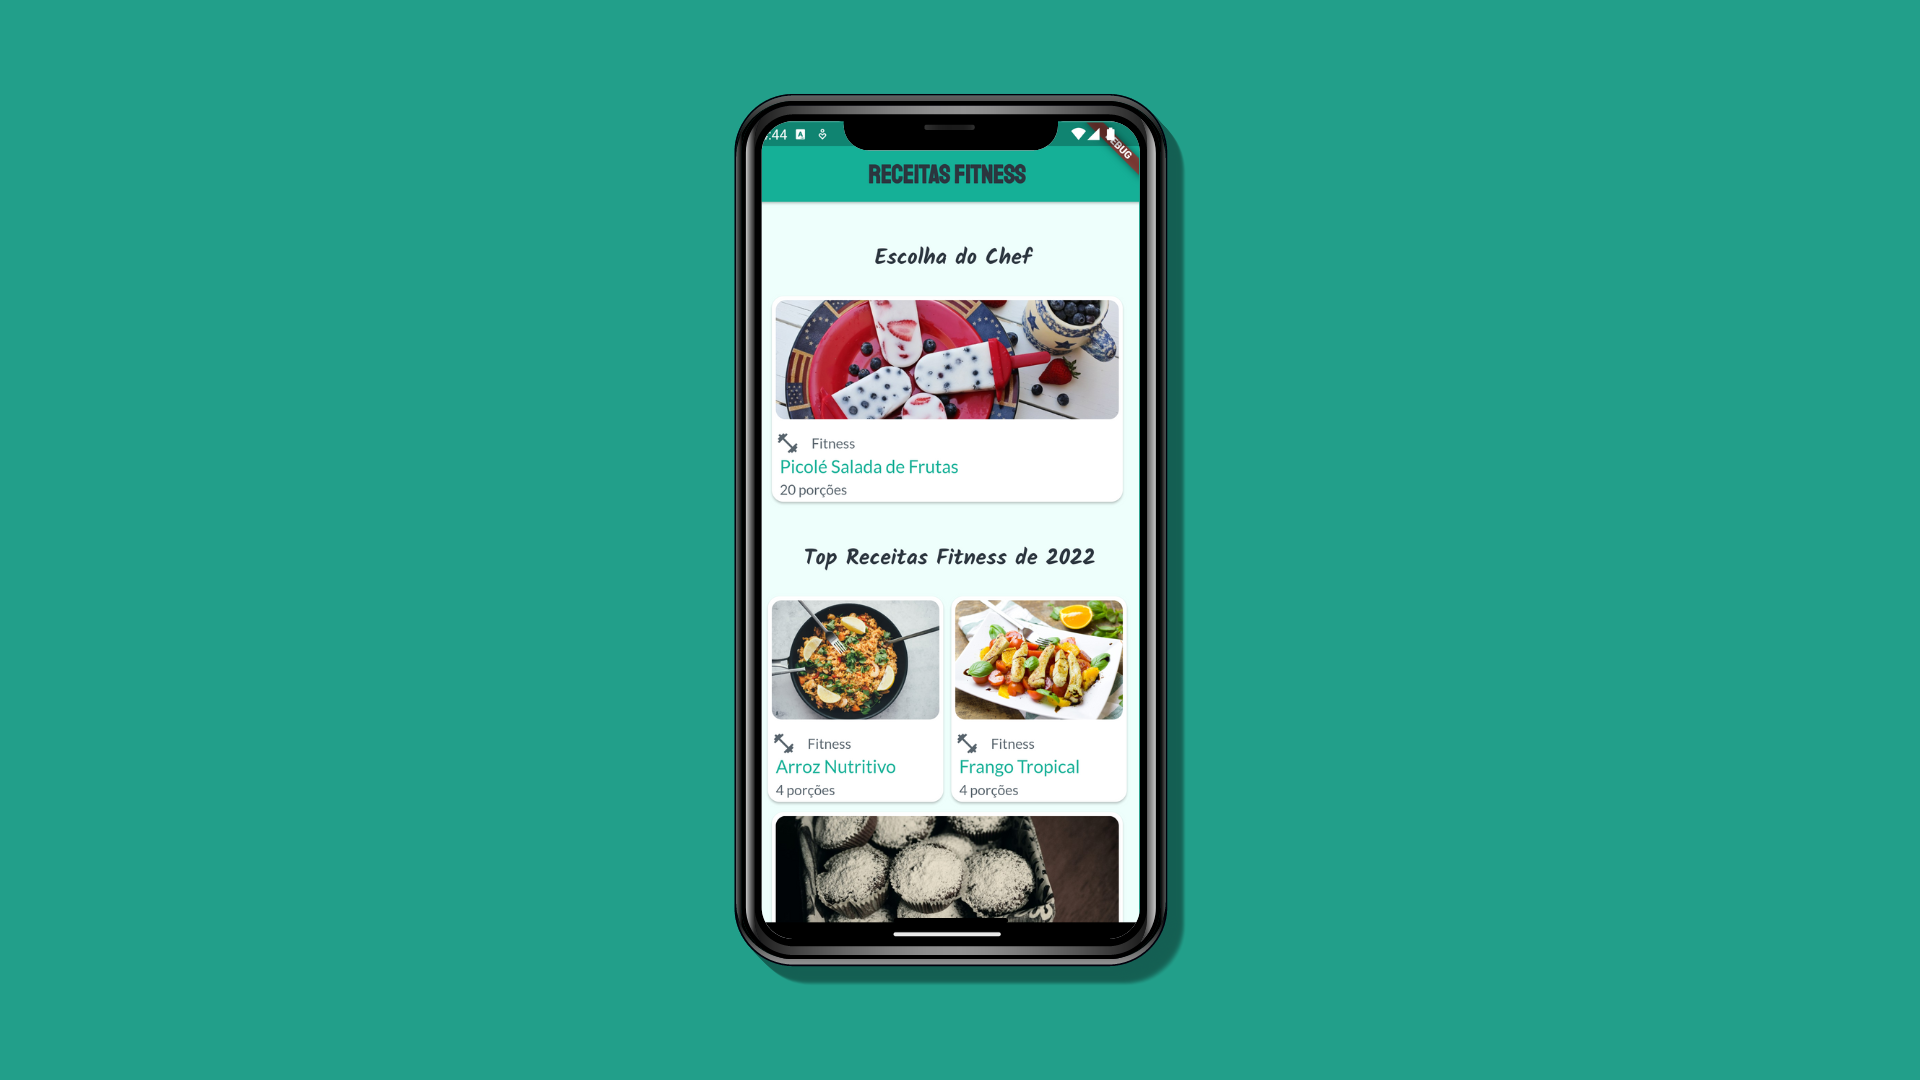 :44
EBUG
RECEITAS FITNESS
Escolha do Chef
Fitness
Picolé Salada de Frutas
20 porções
Top Receitas Fitness de 2022
Fitness
Arroz Nutritivo
4 porções
Fitness
Frango Tropical
4 porções